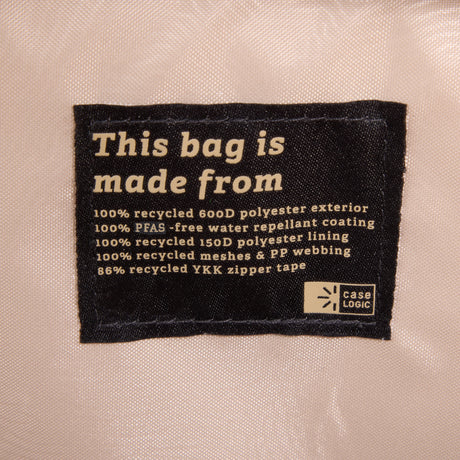 This bag is
made from
100% recycled 600D polyester exterior
100% PFAS -free water repellant coating
100% recycled 150D polyester lining
100% recycled meshes & PP webbing
86% recycled YKK zipper tape
case
LOGIC